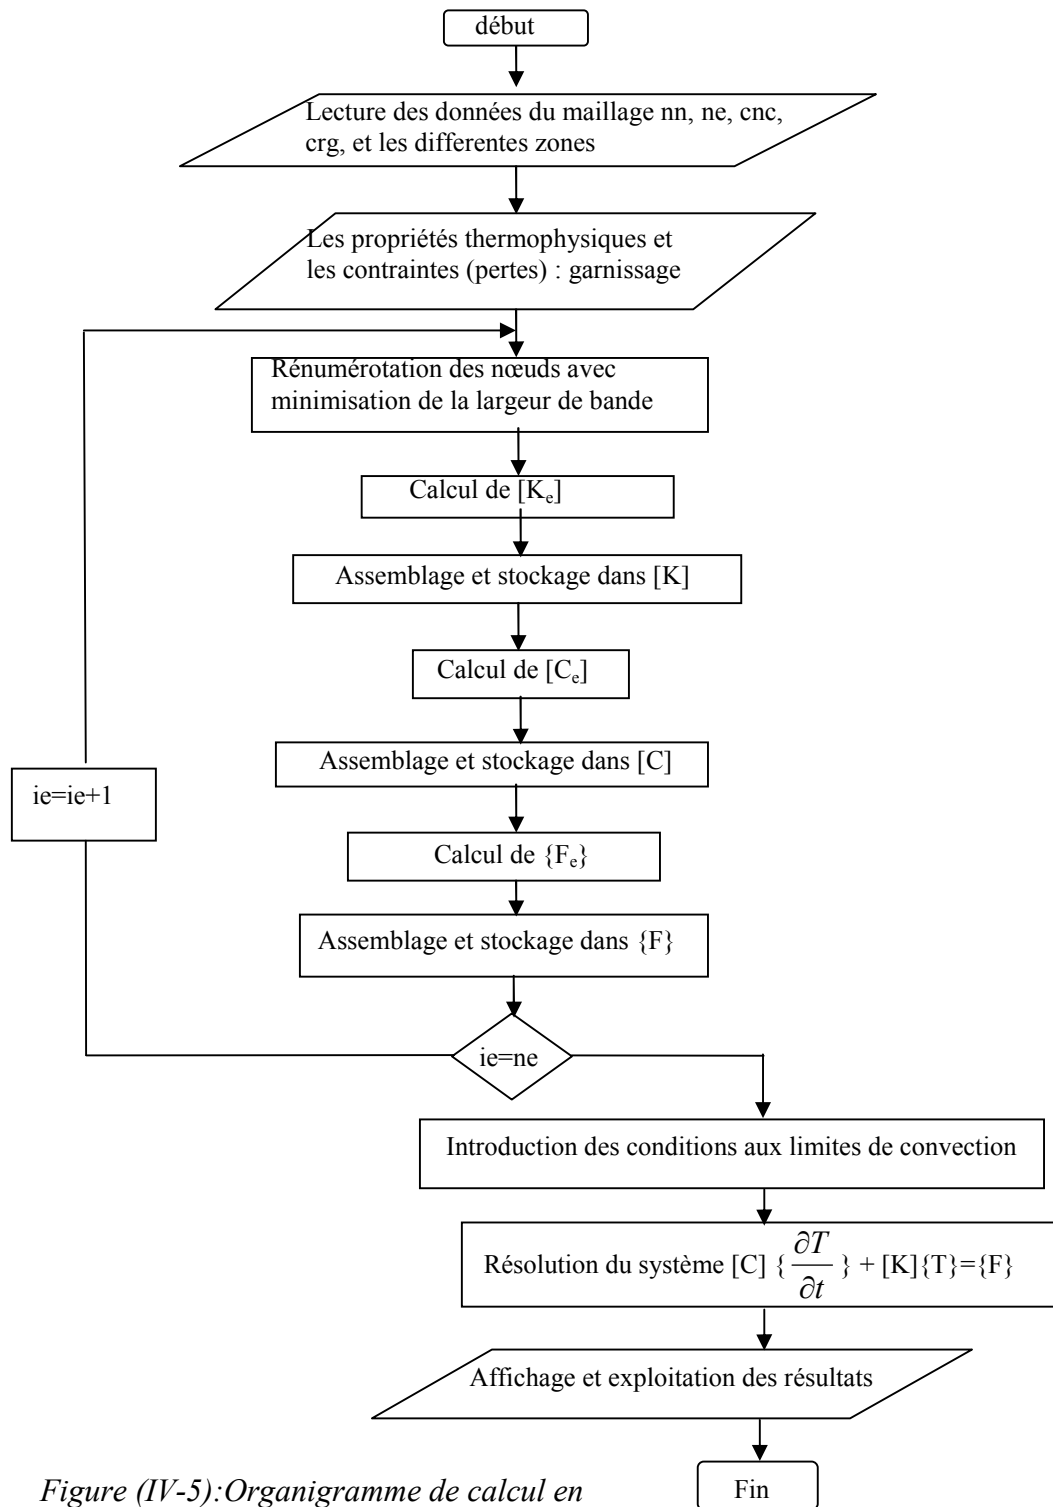 début
Lecture des données du maillage nn, ne, cnc,
crg, et les differentes zones
Les propriétés thermophysiques et
les contraintes (pertes) : garnissage
Rénumérotation des nœuds avec
minimisation de la largeur de bande
Calcul de [Ke]
Assemblage et stockage dans [K]
Calcul de [Ce]
Assemblage et stockage dans [C]
ie=ie+1
Calcul de {Fe}
Assemblage et stockage dans {F}
ie=ne
Introduction des conditions aux limites de convection
Résolution du système [C] {∂T/∂t} + [K]{T}={F}
Affichage et exploitation des résultats
Fin
Figure (IV-5):Organigramme de calcul en